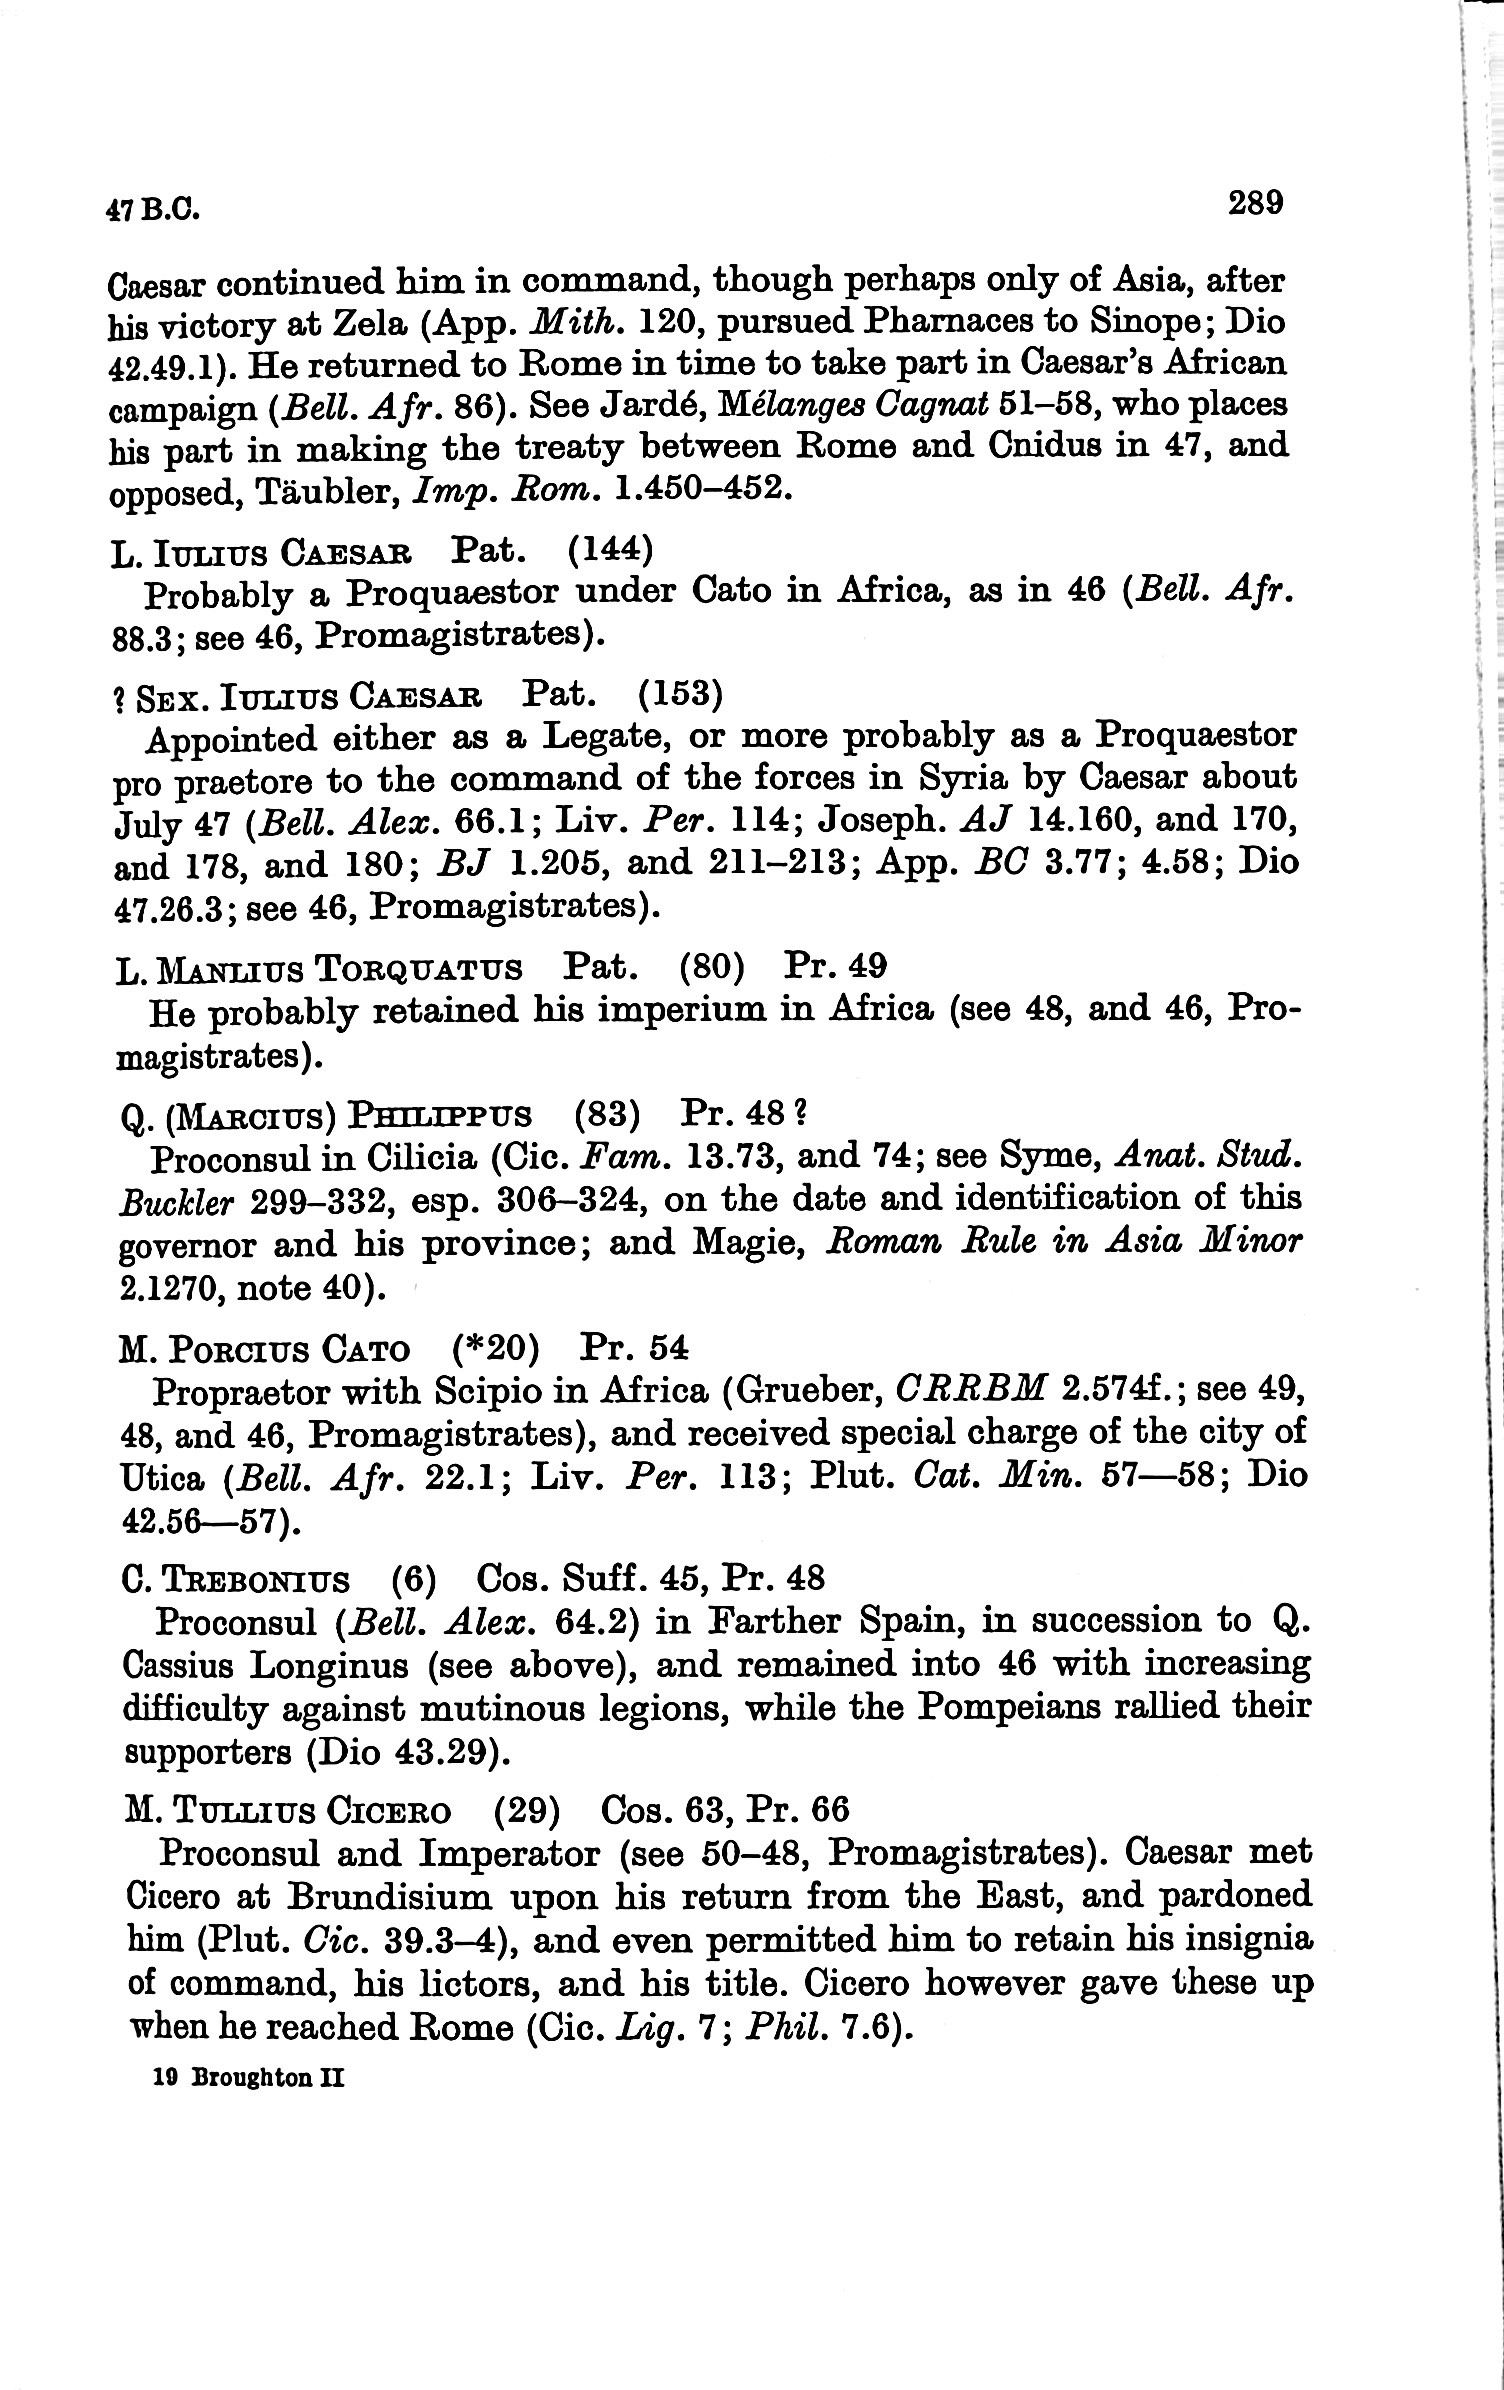 47 B.C. 289
Caesar continued him in command, though perhaps only of Asia, after
his victory at Zela (App. Mith. 120, pursued Pharnaces to Sinope; Dio
42.49.1). He returned to Rome in time to take part in Caesar's African
campaign (Bell. Afr. 86). See Jardé, Mélanges Cagnat 51–58, who places
his part in making the treaty between Rome and Cnidus in 47, and
opposed, Täubler, Imp. Rom. 1.450–452.
L. IULIUS CAESAR Pat. (144)
Probably a Proquaestor under Cato in Africa, as in 46 (Bell. Afr.
88.3; see 46, Promagistrates).
? SEX. IULIUS CAESAR Pat. (153)
Appointed either as a Legate, or more probably as a Proquaestor
pro praetore to the command of the forces in Syria by Caesar about
July 47 (Bell. Alex. 66.1; Liv. Per. 114; Joseph. AJ 14.160, and 170,
and 178, and 180; BJ 1.205, and 211–213; App. BC 3.77; 4.58; Dio
47.26.3; see 46, Promagistrates).
L. MANLIUS TORQUATUS Pat. (80) Pr. 49
He probably retained his imperium in Africa (see 48, and 46, Pro-
magistrates).
Q. (MARCIUS) PHILIPPUS (83) Pr. 48?
Proconsul in Cilicia (Cic. Fam. 13.73, and 74; see Syme, Anat. Stud.
Buckler 299–332, esp. 306–324, on the date and identification of this
governor and his province; and Magie, Roman Rule in Asia Minor
2.1270, note 40).
M. PORCIUS CATO (*20) Pr. 54
Propraetor with Scipio in Africa (Grueber, CRRBM 2.574f.; see 49,
48, and 46, Promagistrates), and received special charge of the city of
Utica (Bell. Afr. 22.1; Liv. Per. 113; Plut. Cat. Min. 57—58; Dio
42.56—57).
C. TREBONIUS (6) Cos. Suff. 45, Pr. 48
Proconsul (Bell. Alex. 64.2) in Farther Spain, in succession to Q.
Cassius Longinus (see above), and remained into 46 with increasing
difficulty against mutinous legions, while the Pompeians rallied their
supporters (Dio 43.29).
M. TULLIUS CICERO (29) Cos. 63, Pr. 66
Proconsul and Imperator (see 50–48, Promagistrates). Caesar met
Cicero at Brundisium upon his return from the East, and pardoned
him (Plut. Cic. 39.3–4), and even permitted him to retain his insignia
of command, his lictors, and his title. Cicero however gave these up
when he reached Rome (Cic. Lig. 7; Phil. 7.6).
19 Broughton II